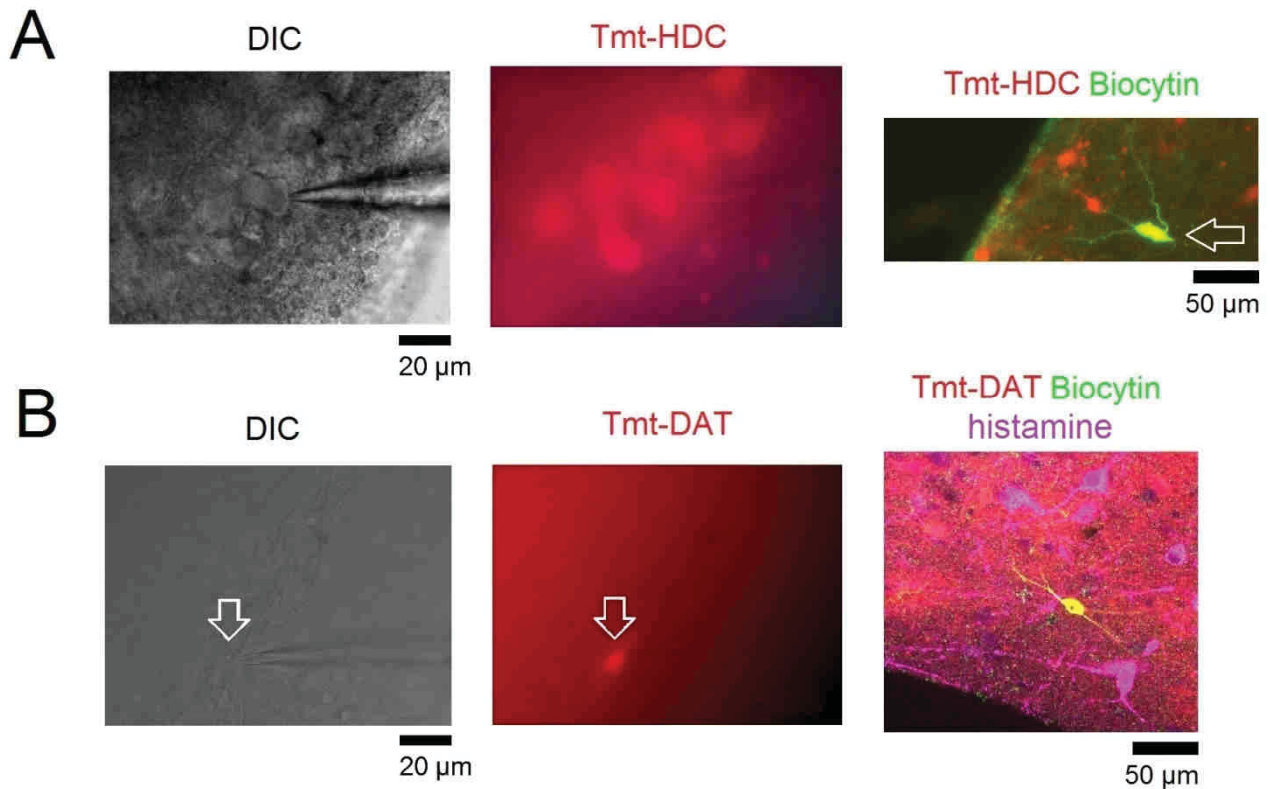 A
DIC
Tmt-HDC
Tmt-HDC Biocytin
20 µm
50 µm
B
DIC
Tmt-DAT
Tmt-DAT Biocytin
histamine
20 µm
50 µm